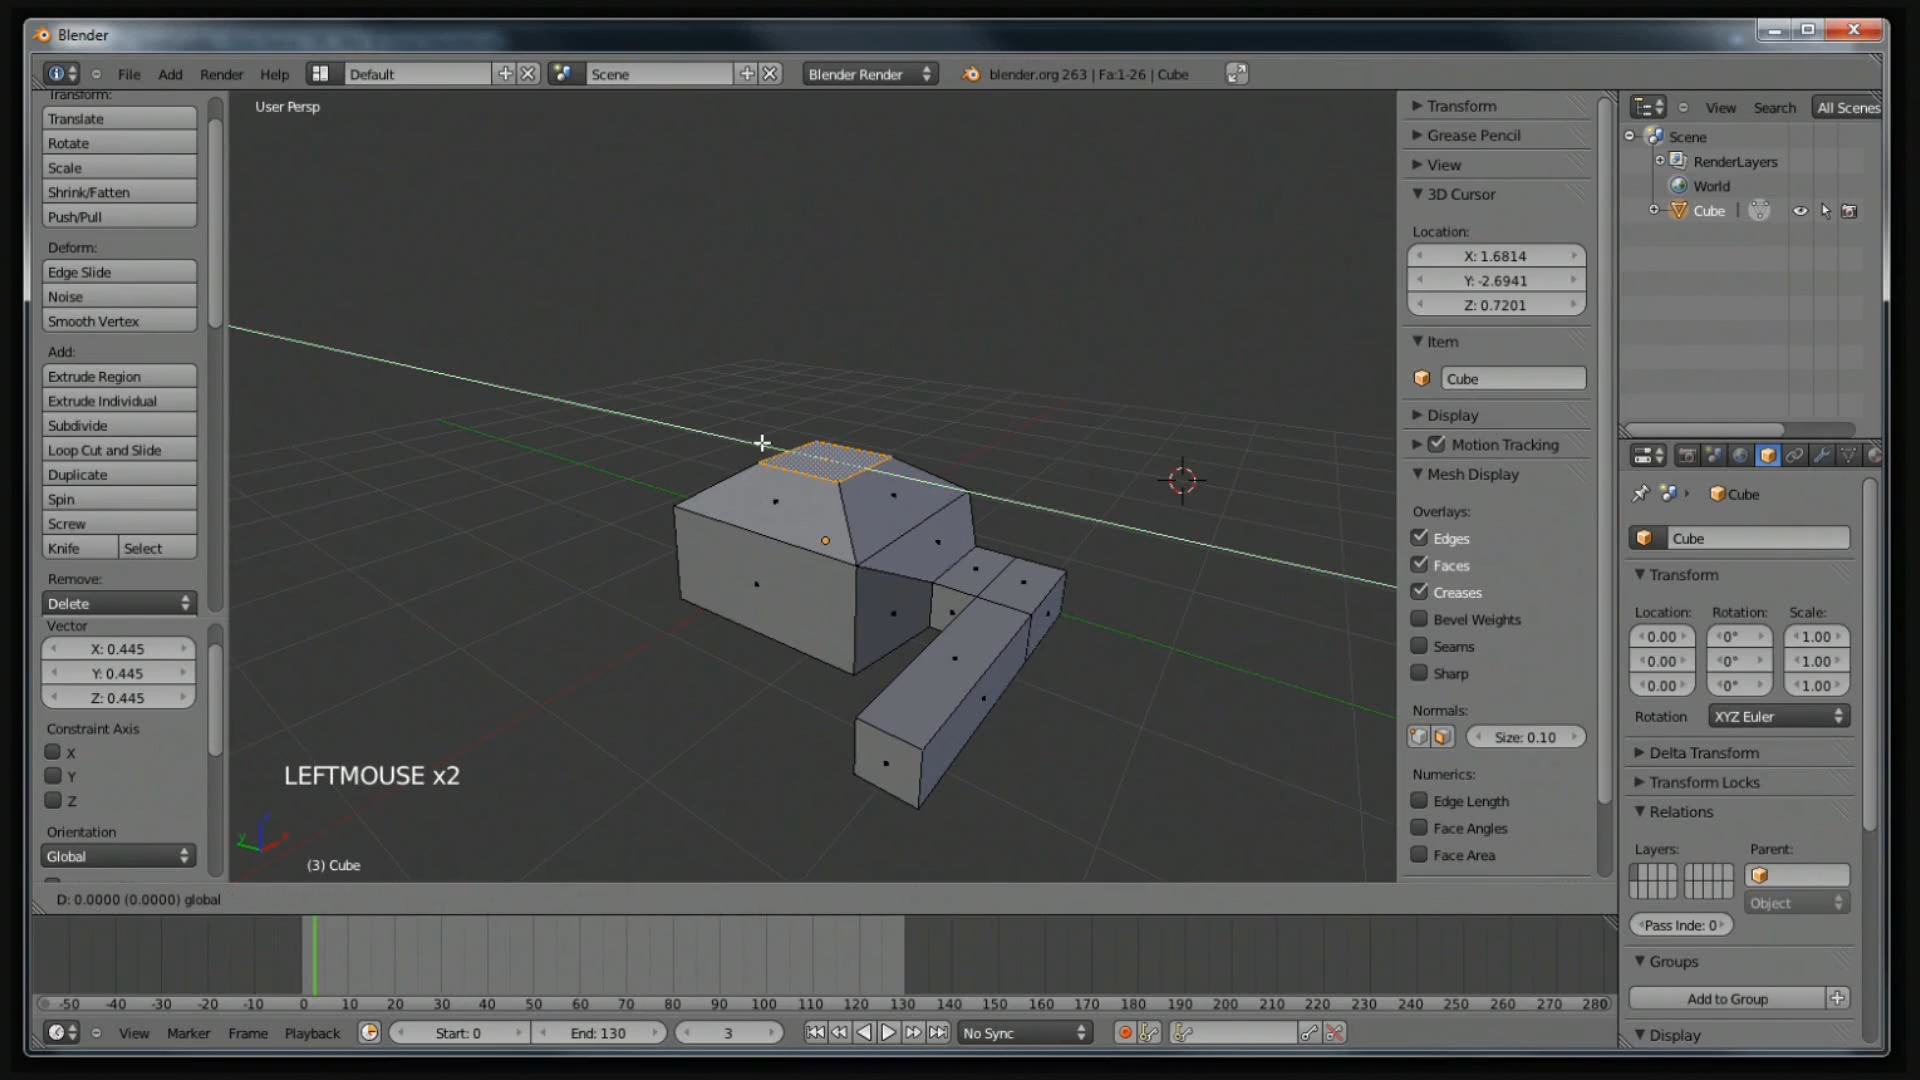 Blender
File Add Render Help Default Scene Blender Render blender.org 263 | Fa:1-26 | Cube
Transform:
Translate
Rotate
Scale
Shrink/Fatten
Push/Pull
Deform:
Edge Slide
Noise
Smooth Vertex
Add:
Extrude Region
Extrude Individual
Subdivide
Loop Cut and Slide
Duplicate
Spin
Screw
Knife Select
Remove:
Delete
Vector
X: 0.445
Y: 0.445
Z: 0.445
Constraint Axis
X
Y
Z
Orientation
Global
User Persp
LEFTMOUSE x2
y x
(3) Cube
D: 0.0000 (0.0000) global
Transform
Grease Pencil
View
3D Cursor
Location:
X: 1.6814
Y: -2.6941
Z: 0.7201
Item
Cube
Display
Motion Tracking
Mesh Display
Overlays:
Edges
Faces
Creases
Bevel Weights
Seams
Sharp
Normals:
Size: 0.10
Numerics:
Edge Length
Face Angles
Face Area
View Search All Scenes
Scene
RenderLayers
World
Cube
Cube
Cube
Transform
Location: Rotation: Scale:
0.00 0° 1.00
0.00 0° 1.00
0.00 0° 1.00
Rotation XYZ Euler
Delta Transform
Transform Locks
Relations
Layers: Parent:
Object
Pass Inde: 0
Groups
Add to Group
Display
-50 -40 -30 -20 -10 0 10 20 30 40 50 60 70 80 90 100 110 120 130 140 150 160 170 180 190 200 210 220 230 240 250 260 270 280
View Marker Frame Playback Start: 0 End: 130 3 No Sync